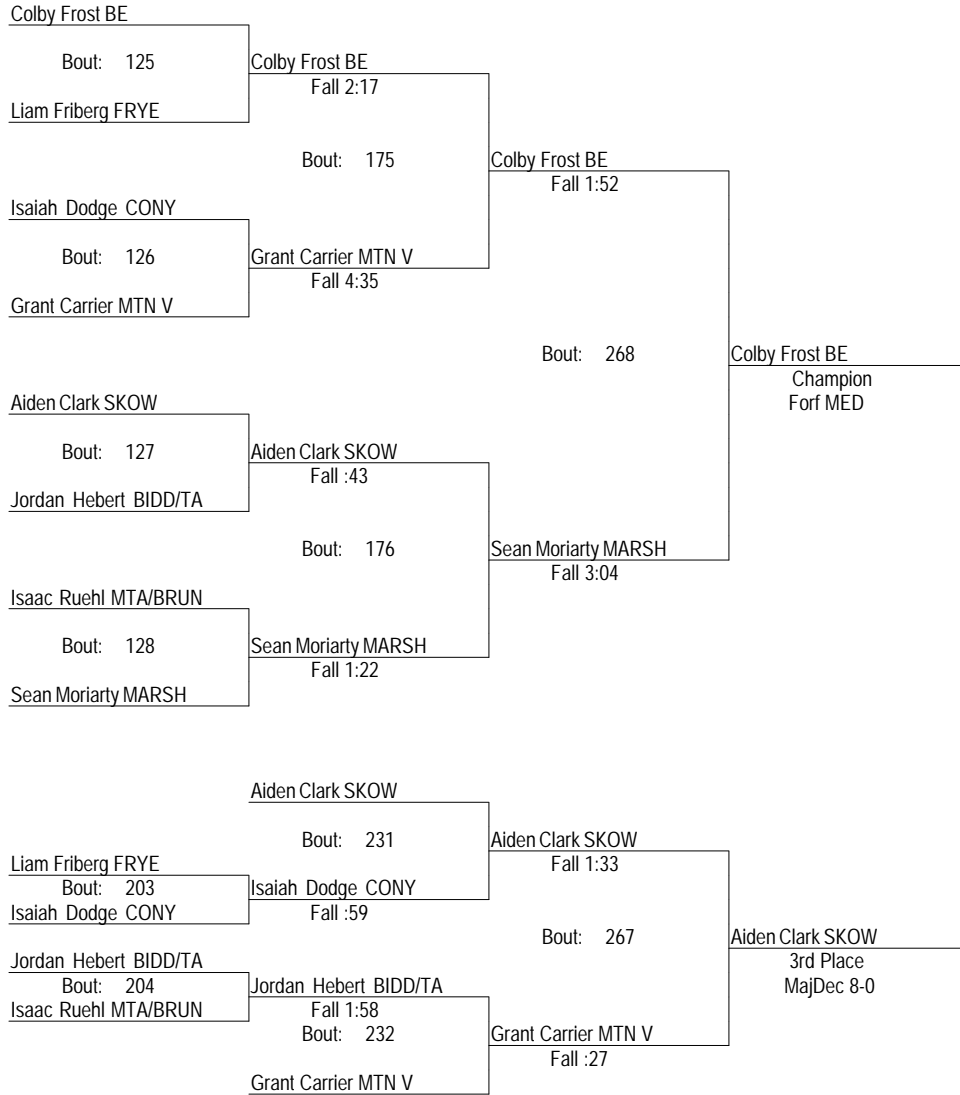 Colby Frost BE
Bout: 125 Colby Frost BE
Fall 2:17
Liam Friberg FRYE
Bout: 175 Colby Frost BE
Fall 1:52
Isaiah Dodge CONY
Bout: 126 Grant Carrier MTN V
Fall 4:35
Grant Carrier MTN V
Bout: 268 Colby Frost BE
Champion
Forf MED
Aiden Clark SKOW
Bout: 127 Aiden Clark SKOW
Fall :43
Jordan Hebert BIDD/TA
Bout: 176 Sean Moriarty MARSH
Fall 3:04
Isaac Ruehl MTA/BRUN
Bout: 128 Sean Moriarty MARSH
Fall 1:22
Sean Moriarty MARSH
Aiden Clark SKOW
Bout: 231 Aiden Clark SKOW
Fall 1:33
Liam Friberg FRYE
Bout: 203 Isaiah Dodge CONY
Isaiah Dodge CONY Fall :59
Bout: 267 Aiden Clark SKOW
3rd Place
MajDec 8-0
Jordan Hebert BIDD/TA
Bout: 204 Jordan Hebert BIDD/TA
Isaac Ruehl MTA/BRUN Fall 1:58
Bout: 232 Grant Carrier MTN V
Fall :27
Grant Carrier MTN V